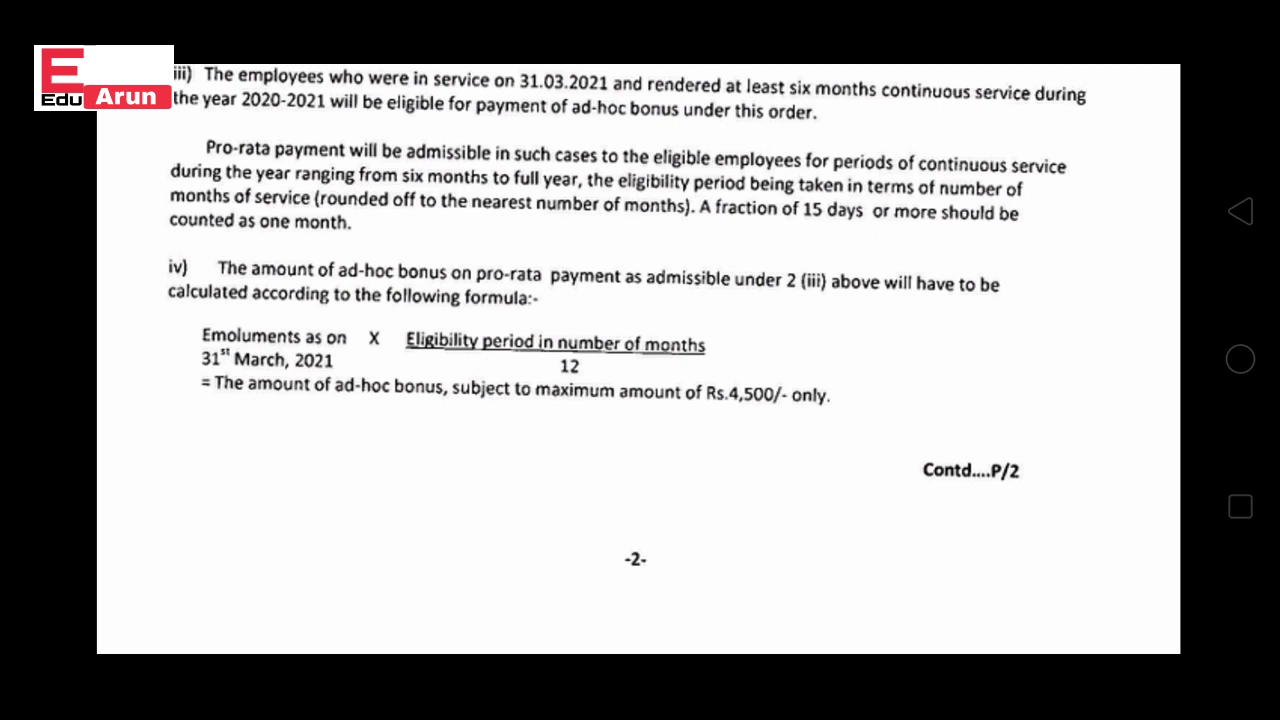 E
Edu Arun
iii) The employees who were in service on 31.03.2021 and rendered at least six months continuous service during
the year 2020-2021 will be eligible for payment of ad-hoc bonus under this order.
Pro-rata payment will be admissible in such cases to the eligible employees for periods of continuous service
during the year ranging from six months to full year, the eligibility period being taken in terms of number of
months of service (rounded off to the nearest number of months). A fraction of 15 days or more should be
counted as one month.
iv) The amount of ad-hoc bonus on pro-rata payment as admissible under 2 (iii) above will have to be
calculated according to the following formula:-
Emoluments as on X Eligibility period in number of months
31st March, 2021 12
= The amount of ad-hoc bonus, subject to maximum amount of Rs.4,500/- only.
Contd....P/2
-2-